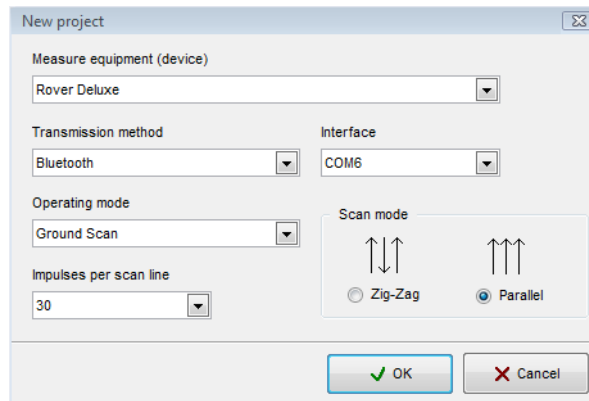 New project
Measure equipment (device)
Rover Deluxe
Transmission method
Interface
Bluetooth
COM6
Operating mode
Ground Scan
Scan mode
Zig-Zag
Parallel
Impulses per scan line
30
OK
Cancel